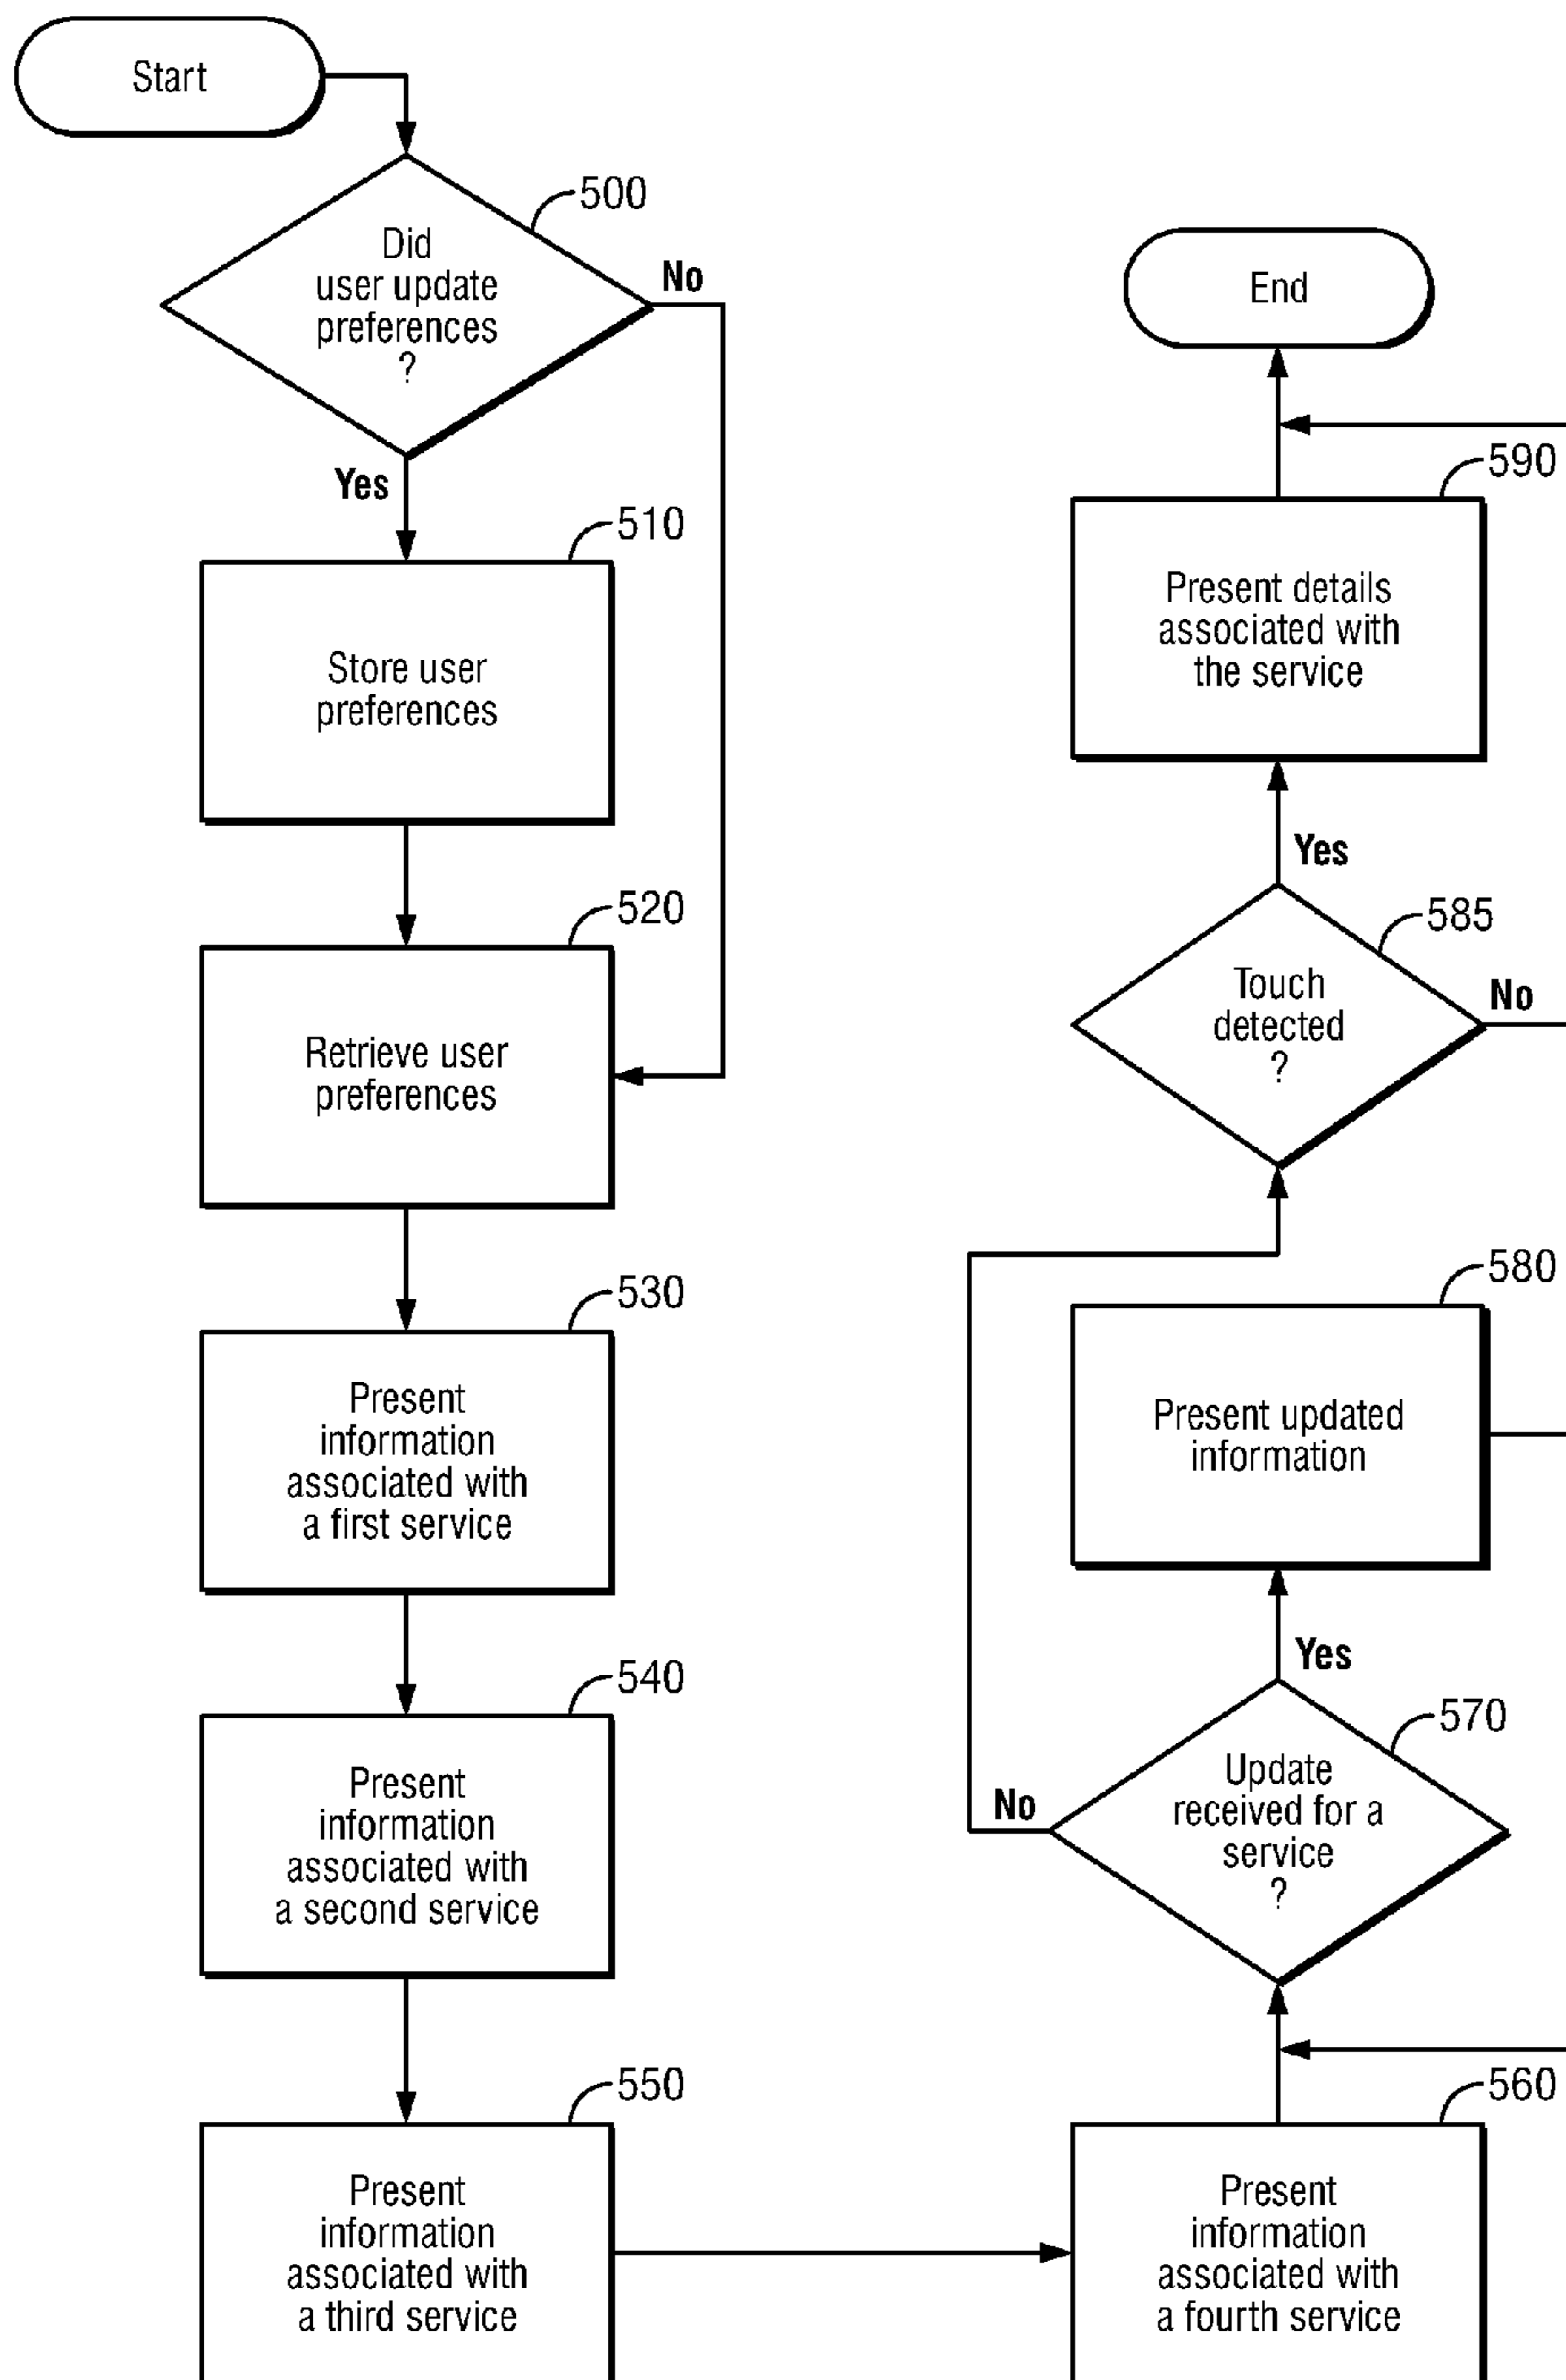 Start
500
Did
user update
preferences
?
No
Yes
510
Store user
preferences
520
Retrieve user
preferences
530
Present
information
associated with
a first service
540
Present
information
associated with
a second service
550
Present
information
associated with
a third service
End
590
Present details
associated with
the service
Yes
585
Touch
detected
?
No
580
Present updated
information
Yes
570
Update
received for a
service
?
No
560
Present
information
associated with
a fourth service